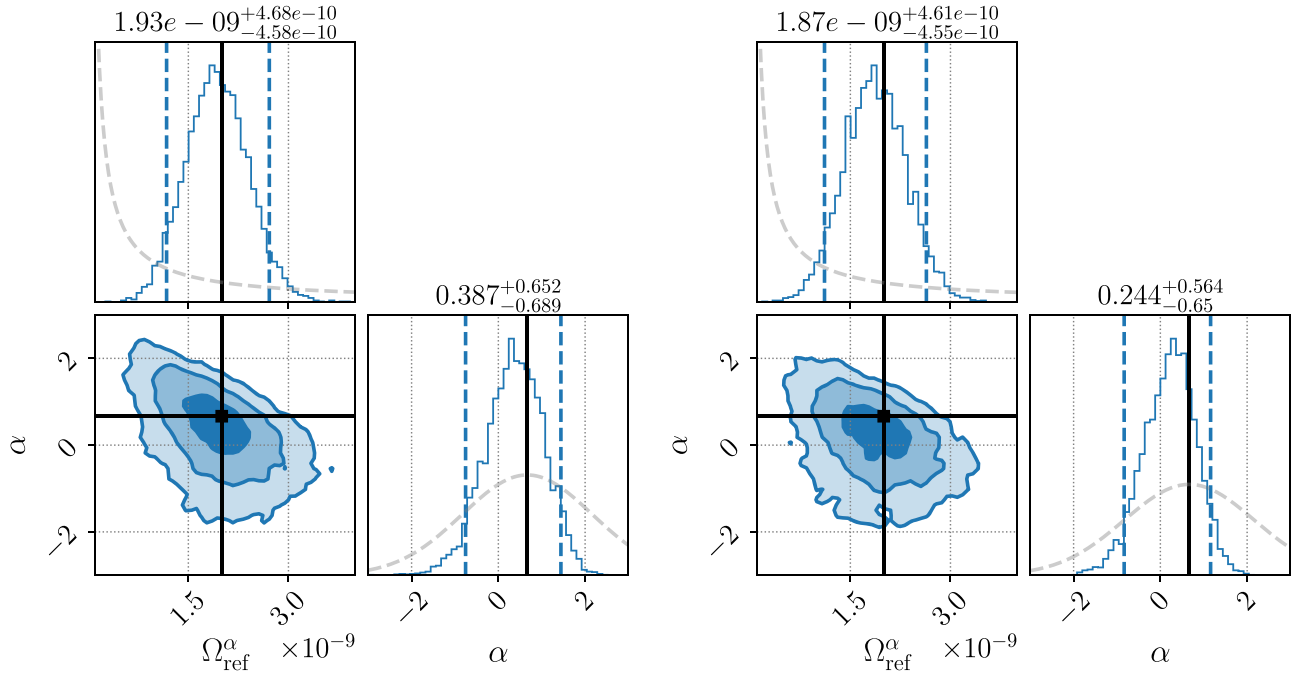 1.93e − 09^{+4.68e−10}_{−4.58e−10}
1.87e − 09^{+4.61e−10}_{−4.55e−10}
0.387^{+0.652}_{−0.689}
0.244^{+0.564}_{−0.65}
α 2 0 −2
α 2 0 −2
1.5 3.0 −2 0 2
1.5 3.0 −2 0 2
Ω^α_ref ×10^{−9} α
Ω^α_ref ×10^{−9} α